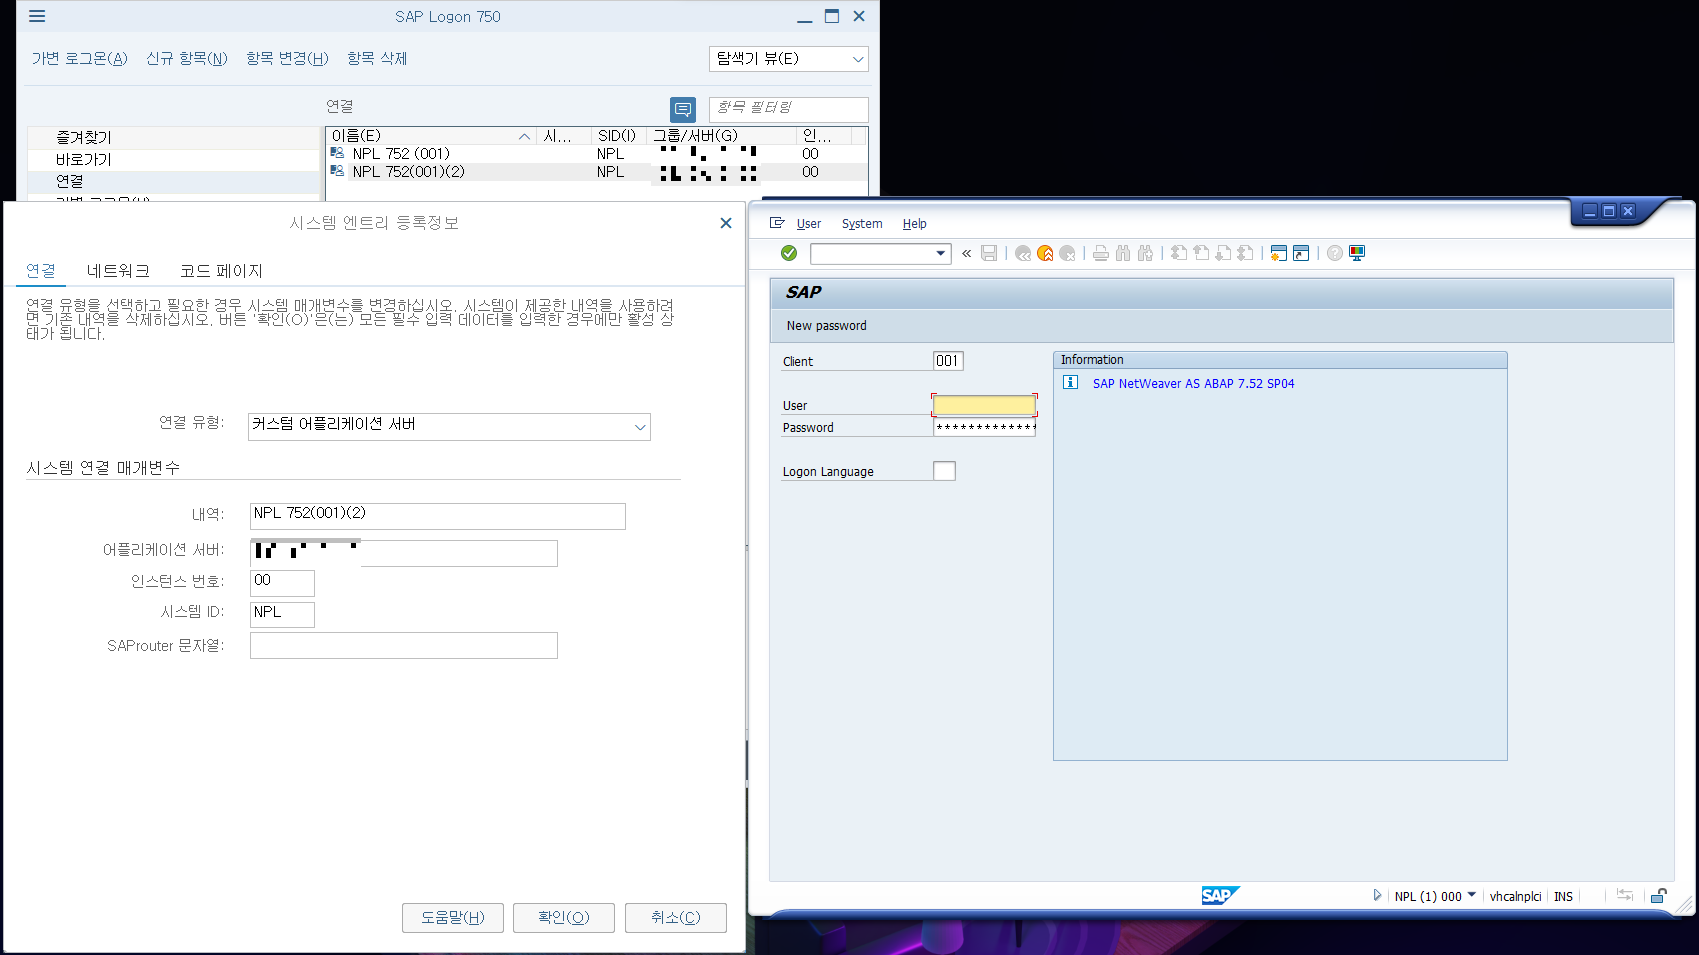 SAP Logon 750
가변 로그온(A) 신규 항목(N) 항목 변경(H) 항목 삭제 탐색기 뷰(E)
연결 항목 필터링
즐겨찾기
바로가기
연결
이름(E) 시... SID(I) 그룹/서버(G) 인...
NPL 752 (001) NPL 00
NPL 752(001)(2) NPL 00
시스템 엔트리 등록정보
연결 네트워크 코드 페이지
연결 유형을 선택하고 필요한 경우 시스템 매개변수를 변경하십시오. 시스템이 제공한 내역을 사용하려
면 기존 내역을 삭제하십시오. 버튼 '확인(O)'은(는) 모든 필수 입력 데이터를 입력한 경우에만 활성 상
태가 됩니다.
연결 유형: 커스텀 어플리케이션 서버
시스템 연결 매개변수
내역: NPL 752(001)(2)
어플리케이션 서버:
인스턴스 번호: 00
시스템 ID: NPL
SAProuter 문자열:
도움말(H) 확인(O) 취소(C)
User System Help
SAP
New password
Client 001
User
Password ************
Logon Language
Information
SAP NetWeaver AS ABAP 7.52 SP04
SAP
NPL (1) 000 vhcalnplci INS